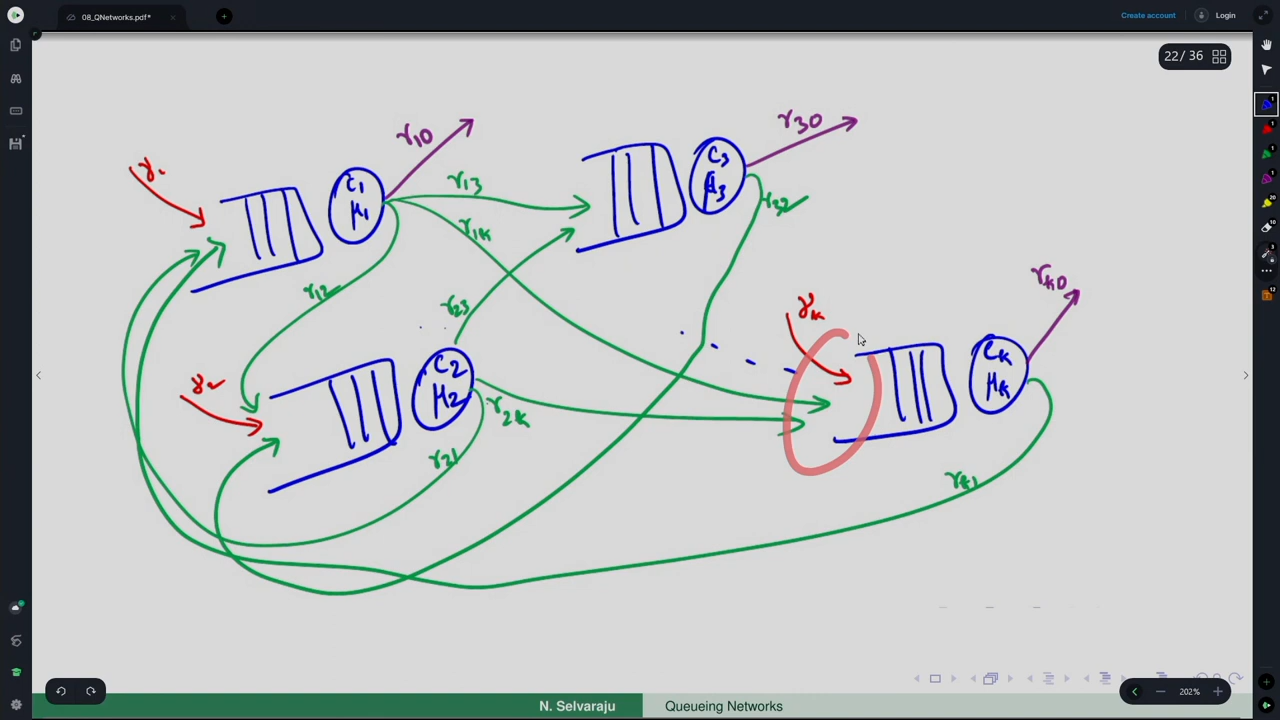 08_QNetworks.pdf*
Create account
Login
22/36
γ₁
r₁₀
c₁
μ₁
r₁₃
r₁ₖ
r₁₂
r₃₀
c₃
μ₃
r₃₂
r₂₃
γ₂
c₂
μ₂
r₂ₖ
r₂₁
γₖ
rₖ₀
cₖ
μₖ
rₖ₁
N. Selvaraju
Queueing Networks
202%